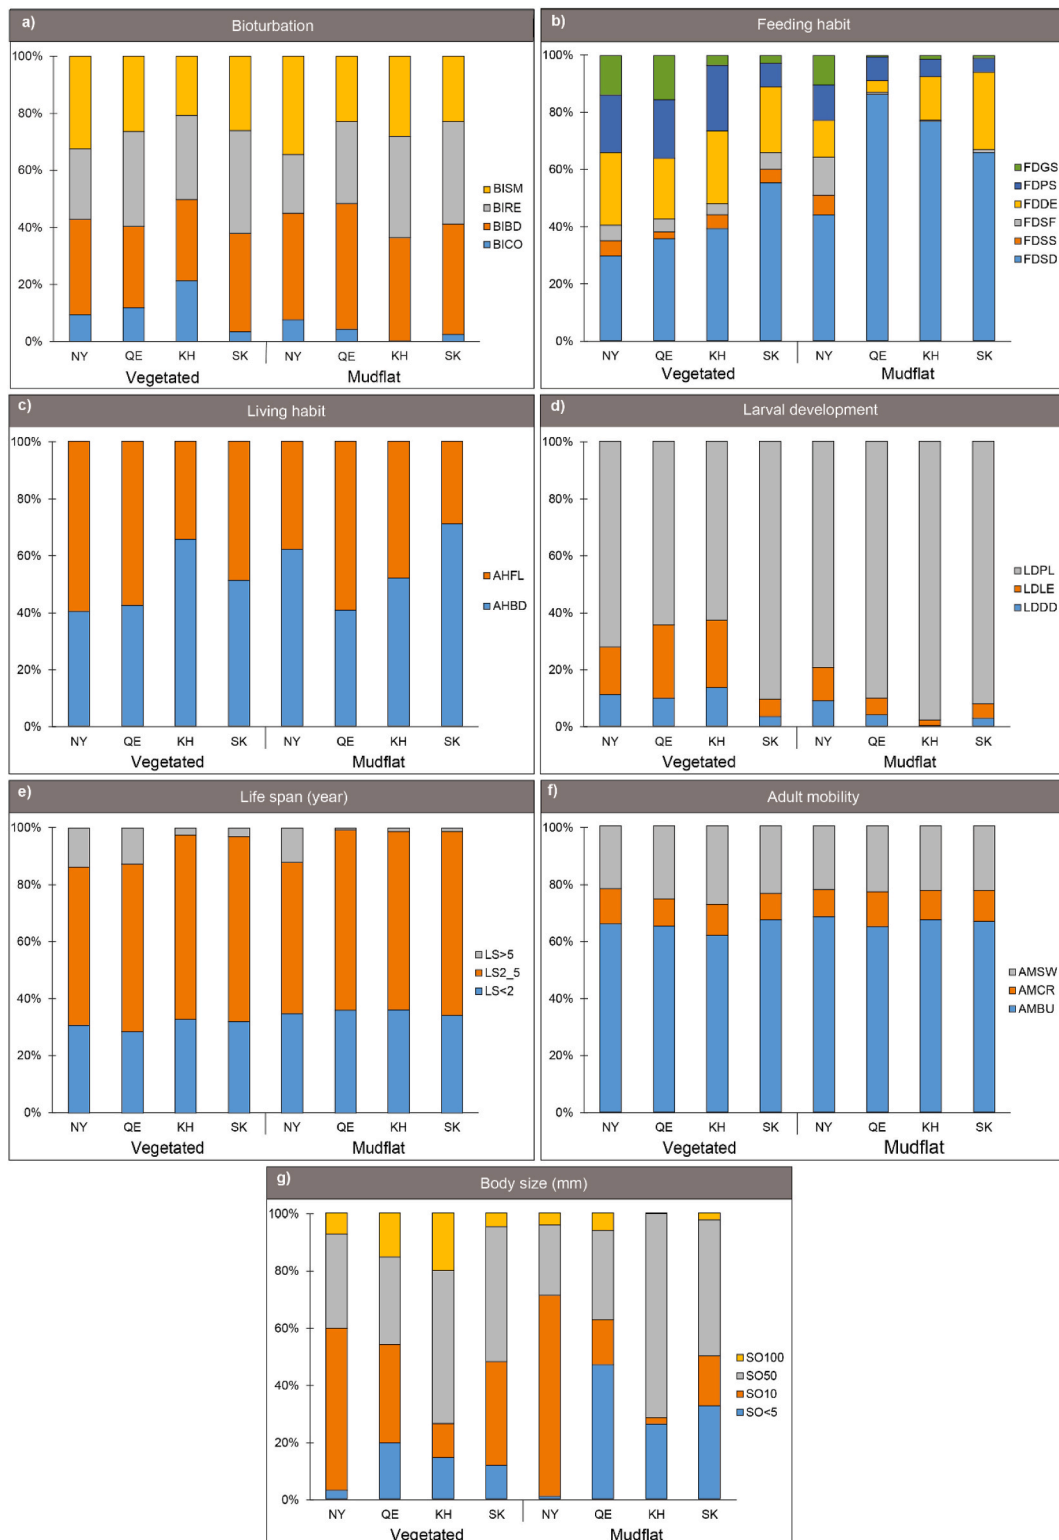 a) Bioturbation
100%
80%
60%
40%
20%
0%
BISM
BIRE
BIBD
BICO
NY QE KH SK NY QE KH SK
Vegetated Mudflat
b) Feeding habit
100%
80%
60%
40%
20%
0%
FDGS
FDPS
FDDE
FDSF
FDSS
FDSD
NY QE KH SK NY QE KH SK
Vegetated Mudflat
c) Living habit
100%
80%
60%
40%
20%
0%
AHFL
AHBD
NY QE KH SK NY QE KH SK
Vegetated Mudflat
d) Larval development
100%
80%
60%
40%
20%
0%
LDPL
LDLE
LDDD
NY QE KH SK NY QE KH SK
Vegetated Mudflat
e) Life span (year)
100%
80%
60%
40%
20%
0%
LS>5
LS2_5
LS<2
NY QE KH SK NY QE KH SK
Vegetated Mudflat
f) Adult mobility
100%
80%
60%
40%
20%
0%
AMSW
AMCR
AMBU
NY QE KH SK NY QE KH SK
Vegetated Mudflat
g) Body size (mm)
100%
80%
60%
40%
20%
0%
SO100
SO50
SO10
SO<5
NY QE KH SK NY QE KH SK
Vegetated Mudflat